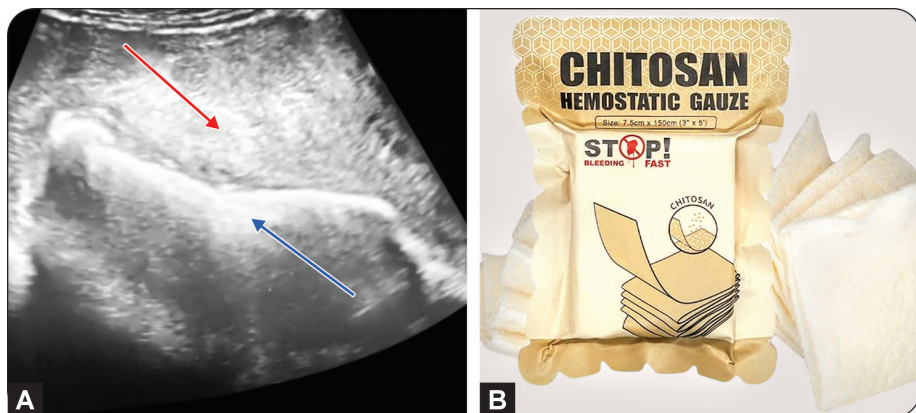 A
CHITOSAN
HEMOSTATIC GAUZE
Size: 7.5cm x 150cm (3" x 5')
STOP!
BLEEDING FAST
CHITOSAN
B